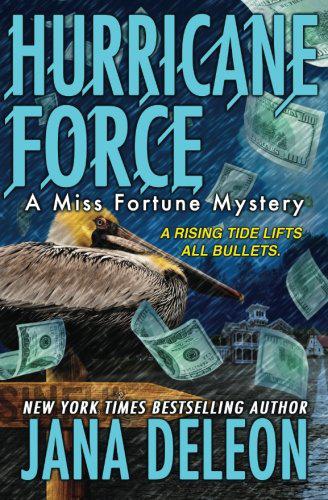 HURRICANE
FORCE
A Miss Fortune Mystery
A RISING TIDE LIFTS
ALL BULLETS.
NEW YORK TIMES BESTSELLING AUTHOR
JANA DELEON